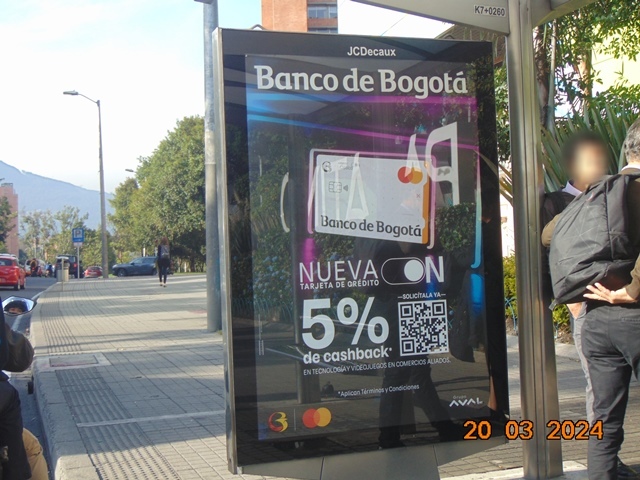 K7+0260
JCDecaux
Banco de Bogotá
Banco de Bogotá
NUEVA ON
TARJETA DE CRÉDITO
5%
de cashback*
—SOLICÍTALA YA—
EN TECNOLOGÍA Y VIDEOJUEGOS EN COMERCIOS ALIADOS
*Aplican Términos y Condiciones
AVAL
20 03 2024